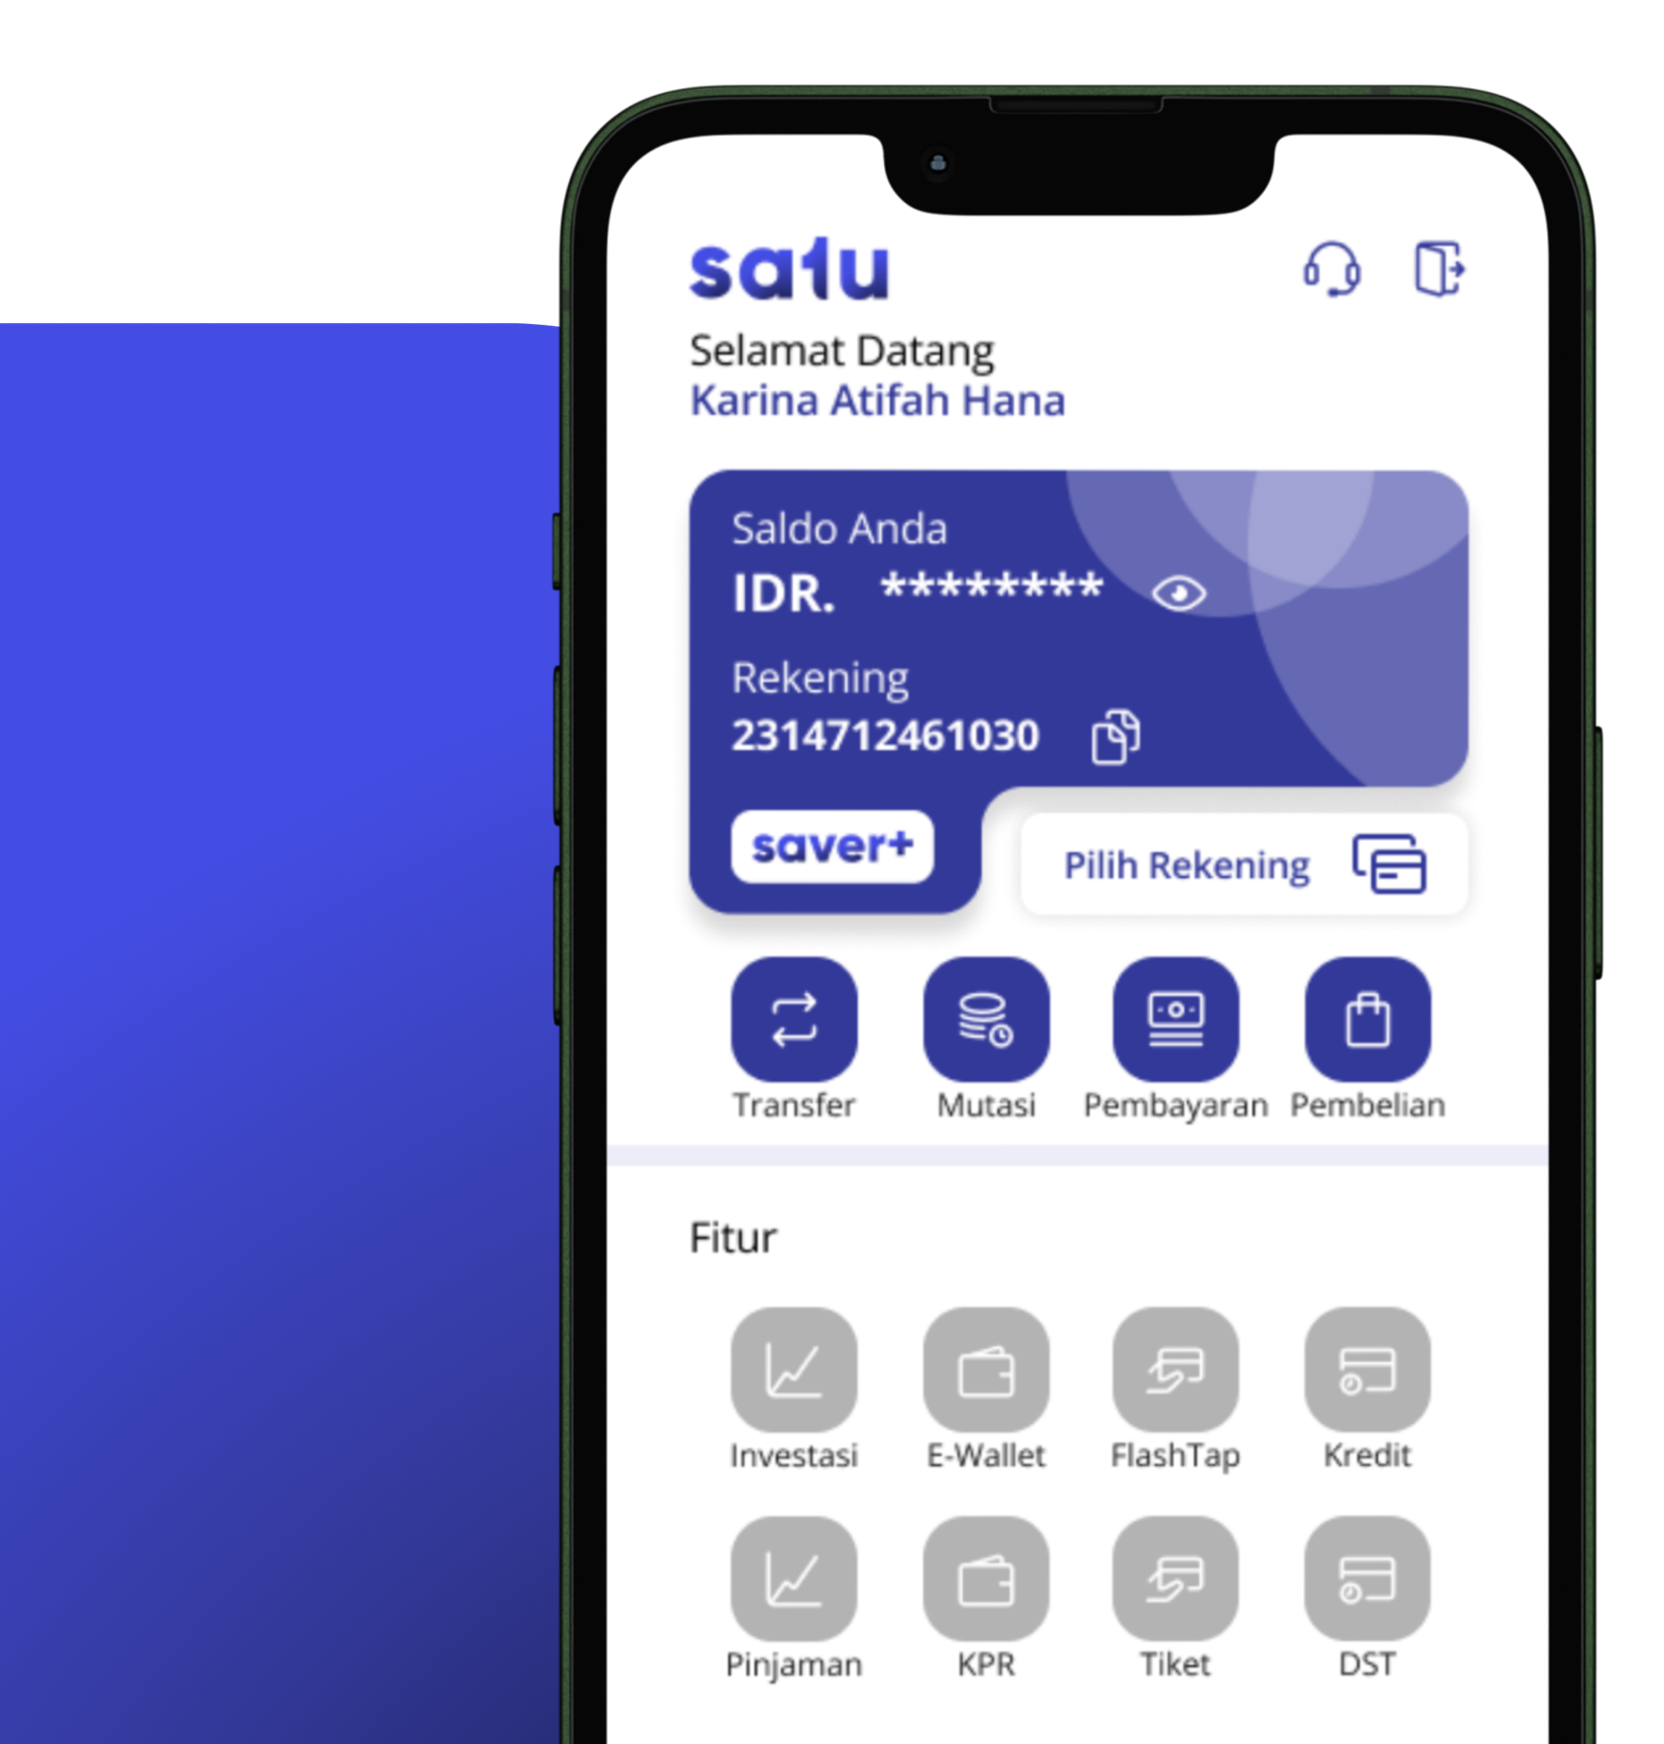 satu
Selamat Datang
Karina Atifah Hana
Saldo Anda
IDR. ********
Rekening
2314712461030
saver+
Pilih Rekening
Transfer Mutasi Pembayaran Pembelian
Fitur
Investasi E-Wallet FlashTap Kredit
Pinjaman KPR Tiket DST